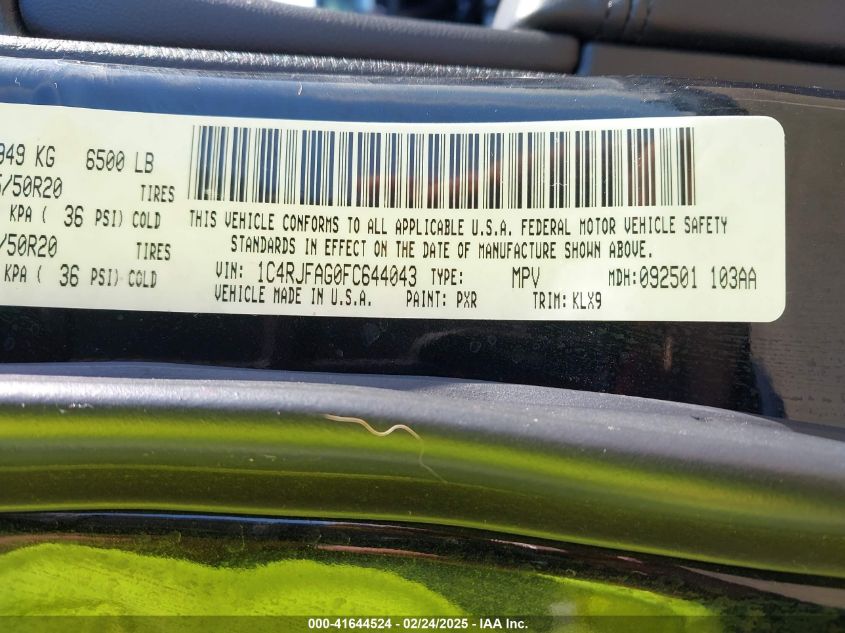 949 KG 6500 LB
/50R20 TIRES
KPA ( 36 PSI) COLD
/50R20 TIRES
KPA ( 36 PSI) COLD
THIS VEHICLE CONFORMS TO ALL APPLICABLE U.S.A. FEDERAL MOTOR VEHICLE SAFETY
STANDARDS IN EFFECT ON THE DATE OF MANUFACTURE SHOWN ABOVE.
VIN: 1C4RJFAG0FC644043 TYPE: MPV MDH:092501 103AA
VEHICLE MADE IN U.S.A. PAINT: PXR TRIM: KLX9
000-41644524 - 02/24/2025 - IAA Inc.